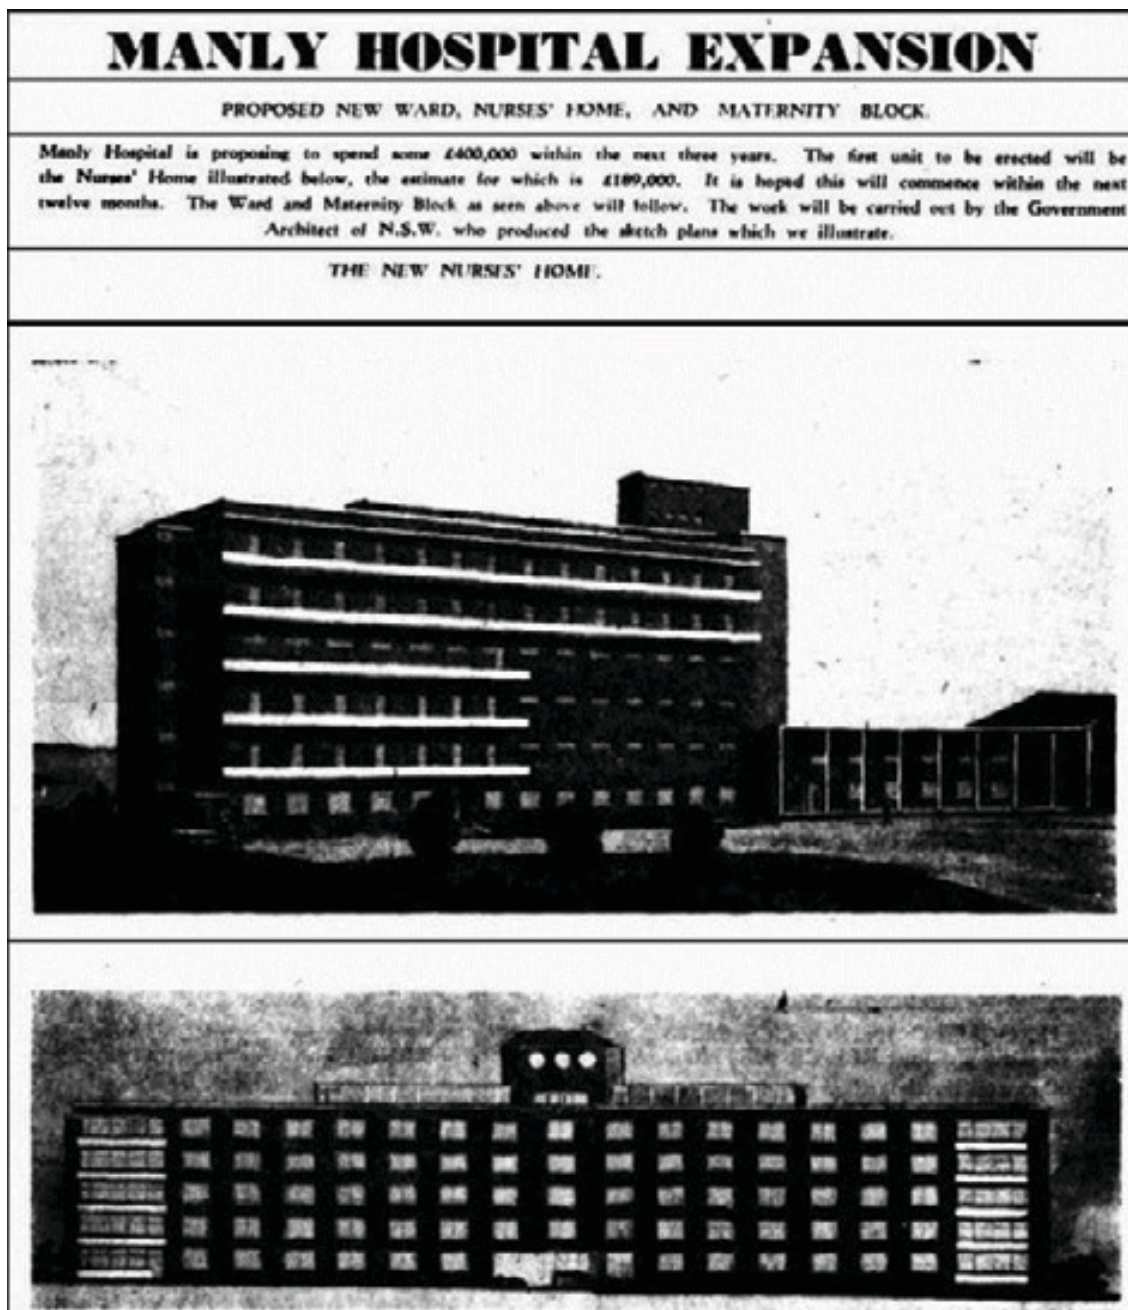 MANLY HOSPITAL EXPANSION
PROPOSED NEW WARD, NURSES' HOME, AND MATERNITY BLOCK.
Manly Hospital is proposing to spend some £400,000 within the next three years. The first unit to be erected will be
the Nurses' Home illustrated below, the estimate for which is £189,000. It is hoped this will commence within the next
twelve months. The Ward and Maternity Block as seen above will follow. The work will be carried out by the Government
Architect of N.S.W. who produced the sketch plans which we illustrate.
THE NEW NURSES' HOME.